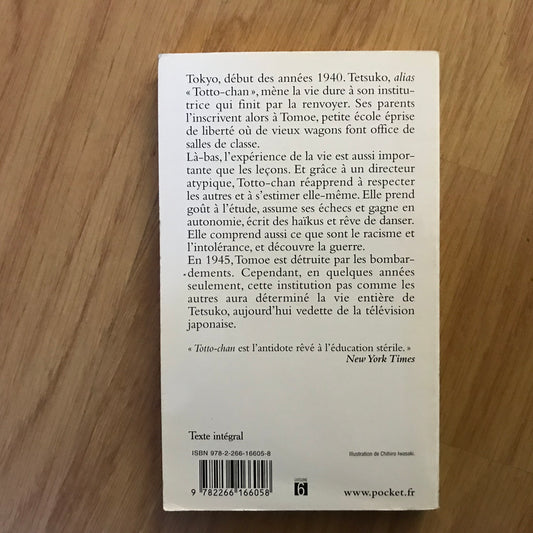 Tokyo, début des années 1940. Tetsuko, alias
« Totto-chan », mène la vie dure à son institu-
trice qui finit par la renvoyer. Ses parents
l'inscrivent alors à Tomoe, petite école éprise
de liberté où de vieux wagons font office de
salles de classe.
Là-bas, l'expérience de la vie est aussi impor-
tante que les leçons. Et grâce à un directeur
atypique, Totto-chan réapprend à respecter
les autres et à s'estimer elle-même. Elle prend
goût à l'étude, assume ses échecs et gagne en
autonomie, écrit des haïkus et rêve de danser.
Elle comprend aussi ce que sont le racisme et
l'intolérance, et découvre la guerre.
En 1945, Tomoe est détruite par les bombar-
dements. Cependant, en quelques années
seulement, cette institution pas comme les
autres aura déterminé la vie entière de
Tetsuko, aujourd'hui vedette de la télévision
japonaise.
« Totto-chan est l'antidote rêvé à l'éducation stérile. »
New York Times
Texte intégral
ISBN 978-2-266-16605-8
Illustration de Chihiro Iwasaki.
9 782266 166058
6
www.pocket.fr